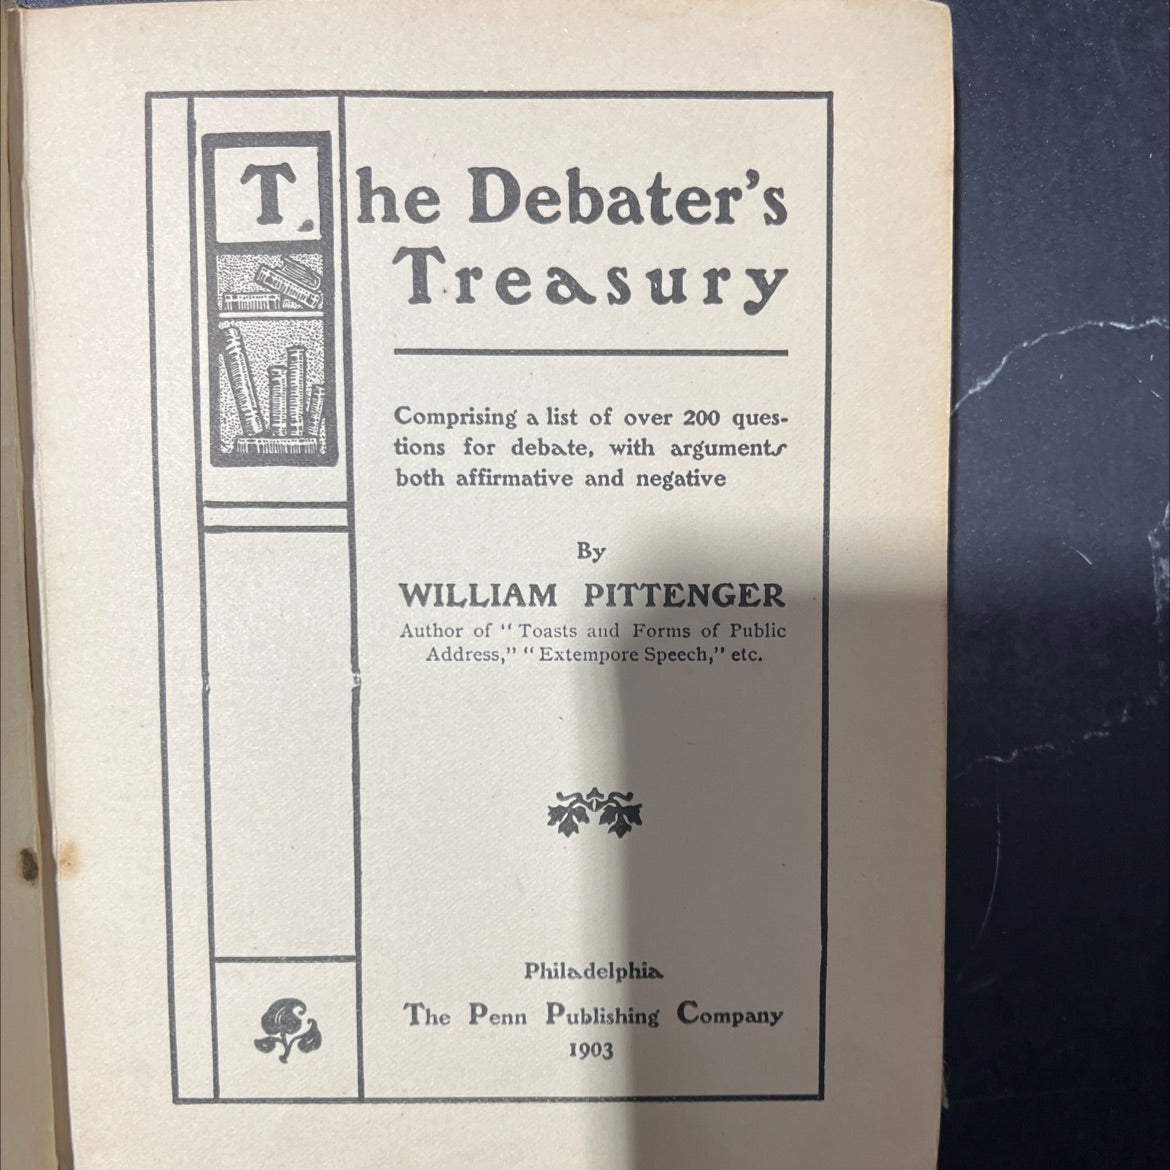 The Debater's
Treasury
Comprising a list of over 200 ques-
tions for debate, with arguments
both affirmative and negative
By
WILLIAM PITTENGER
Author of “Toasts and Forms of Public
Address,” “Extempore Speech,” etc.
Philadelphia
The Penn Publishing Company
1903